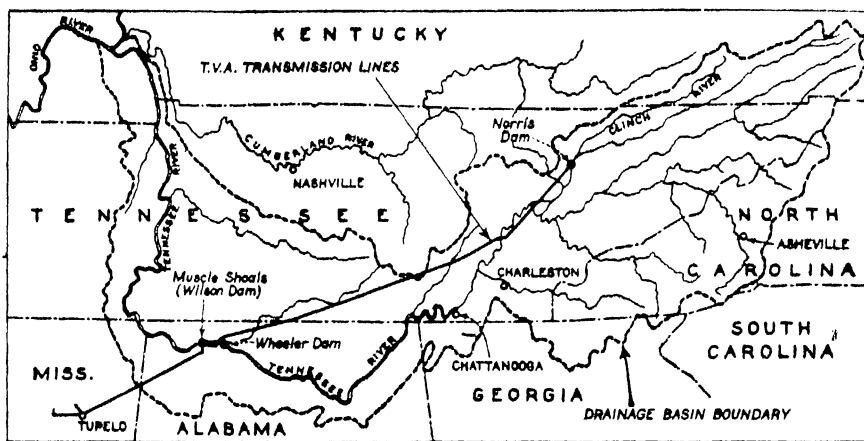 KENTUCKY
OHIO RIVER
T.V.A. TRANSMISSION LINES
Norris
Dam
CLINCH RIVER
CUMBERLAND RIVER
NASHVILLE
TENNESSEE
TENNESSEE RIVER
NORTH
CAROLINA
ASHEVILLE
Muscle Shoals
(Wilson Dam)
CHARLESTON
Wheeler Dam
TENNESSEE RIVER
CHATTANOOGA
SOUTH
CAROLINA
MISS.
GEORGIA
TUPELO
ALABAMA
DRAINAGE BASIN BOUNDARY